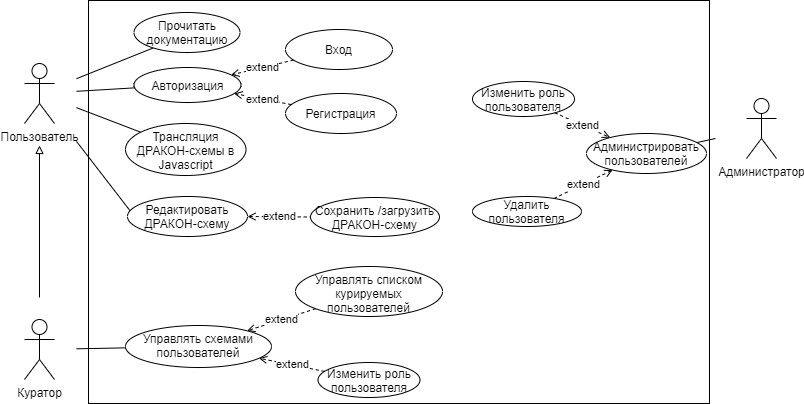 Прочитать
документацию
Пользователь
Авторизация
extend
Вход
extend
Регистрация
Трансляция
ДРАКОН-схемы в
Javascript
Редактировать
ДРАКОН-схему
extend
Сохранить /загрузить
ДРАКОН-схему
Изменить роль
пользователя
extend
Администрировать
пользователей
extend
Удалить
пользователя
Администратор
Куратор
Управлять схемами
пользователей
extend
Управлять списком
курируемых
пользователей
extend
Изменить роль
пользователя